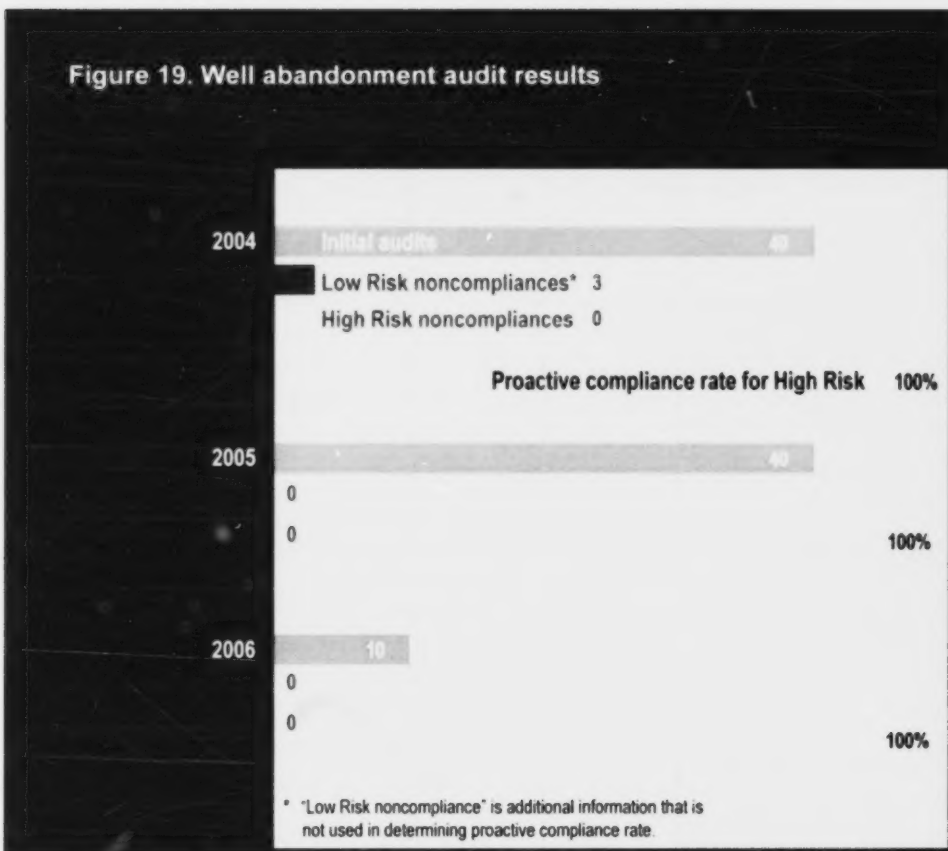 Figure 19. Well abandonment audit results
2004 Initial audits 40
Low Risk noncompliances* 3
High Risk noncompliances 0
Proactive compliance rate for High Risk 100%
2005 40
0
0
100%
2006 10
0
0
100%
* "Low Risk noncompliance" is additional information that is
not used in determining proactive compliance rate.